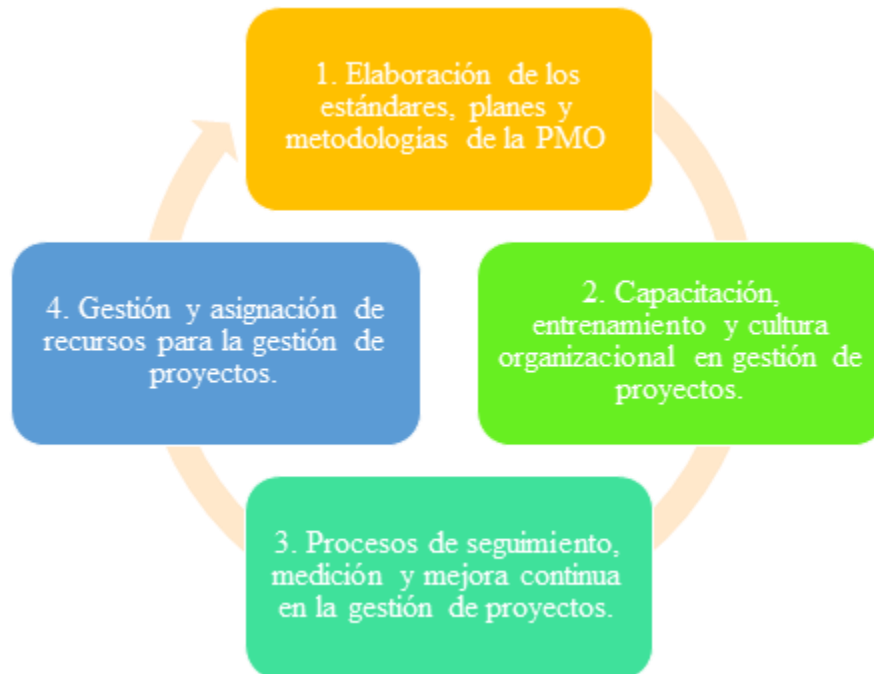 1. Elaboración de los
estándares, planes y
metodologias de la PMO
2. Capacitación,
entrenamiento y cultura
organizacional en gestión de
proyectos.
3. Procesos de seguimiento,
medición y mejora continua
en la gestión de proyectos.
4. Gestión y asignación de
recursos para la gestión de
proyectos.